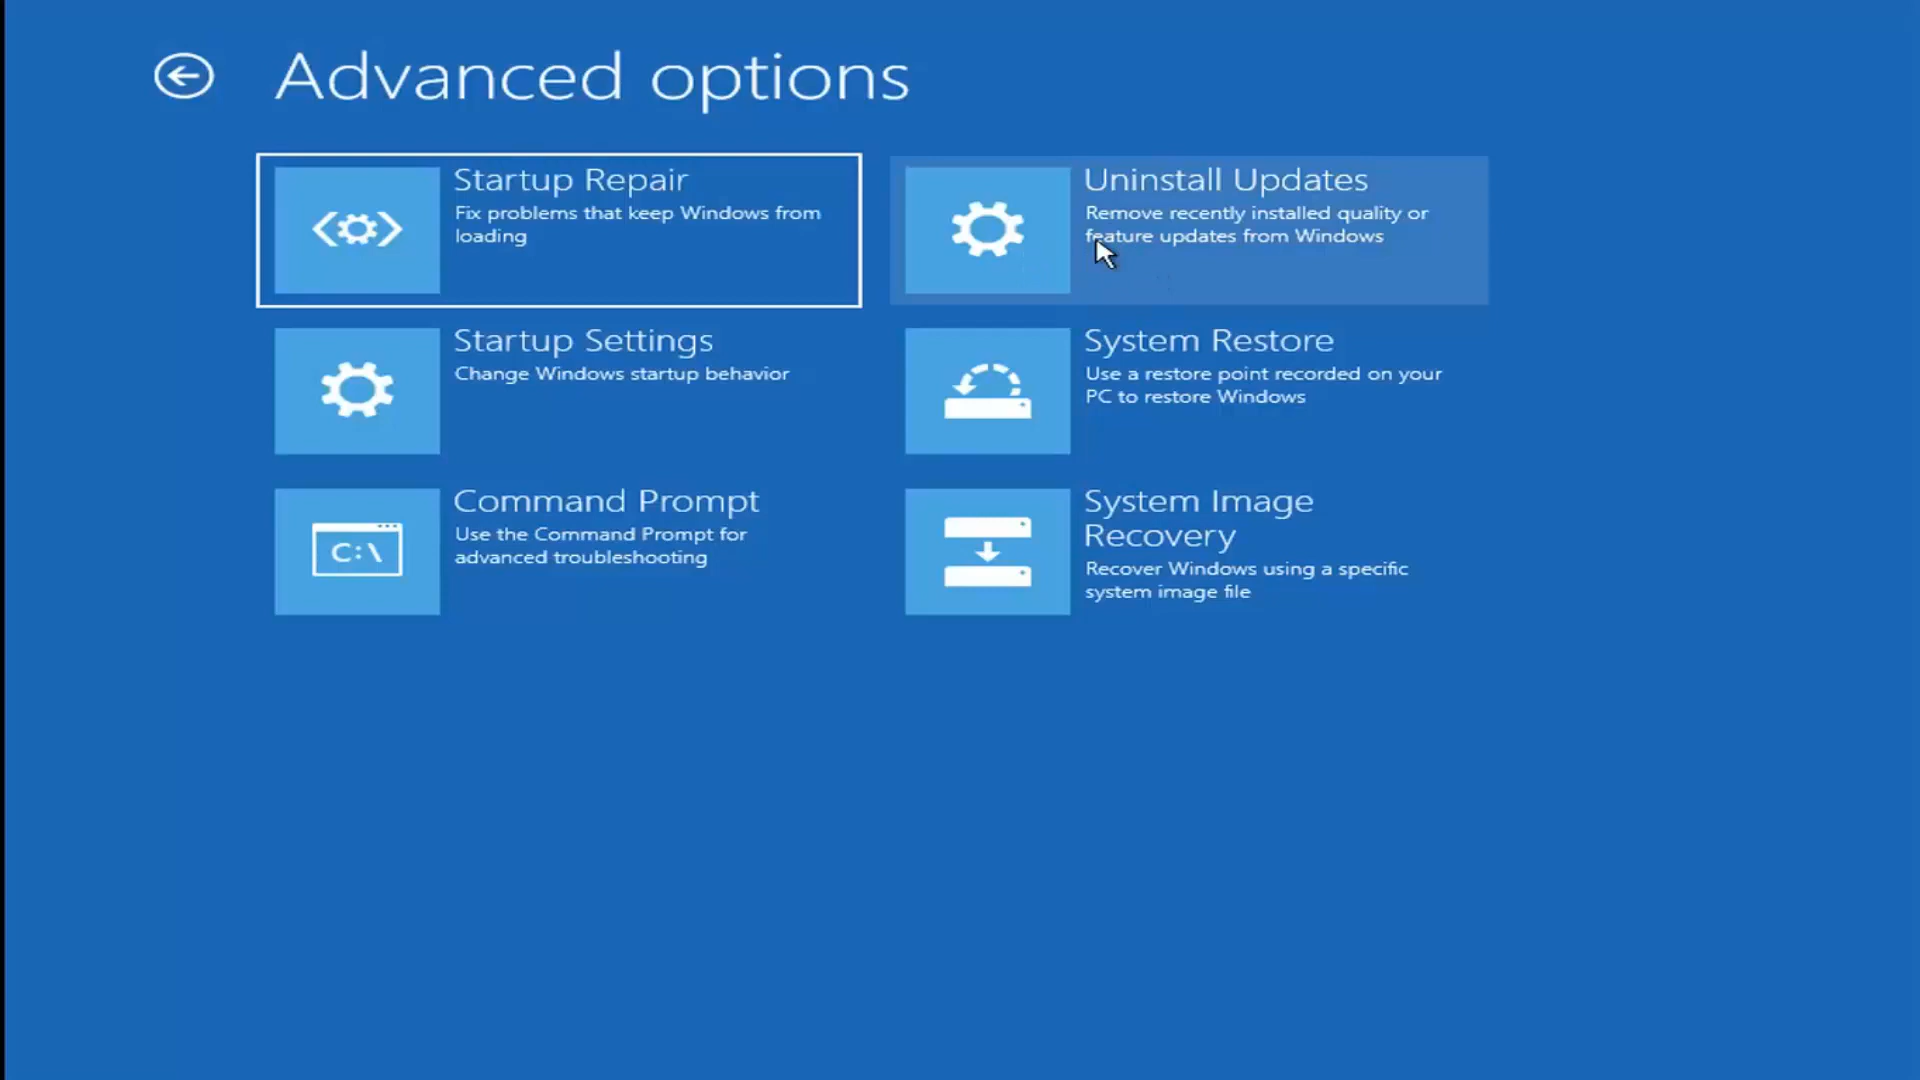 Advanced options
Startup Repair
Fix problems that keep Windows from
loading
Uninstall Updates
Remove recently installed quality or
feature updates from Windows
Startup Settings
Change Windows startup behavior
System Restore
Use a restore point recorded on your
PC to restore Windows
Command Prompt
Use the Command Prompt for
advanced troubleshooting
C:\
System Image
Recovery
Recover Windows using a specific
system image file